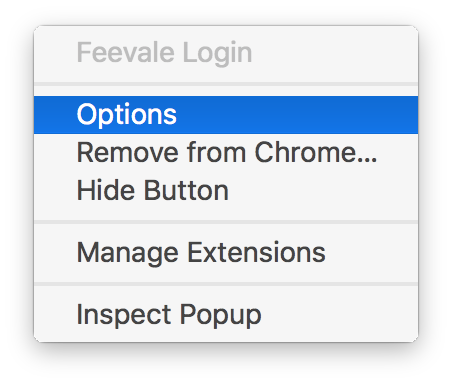 Feevale Login
Options
Remove from Chrome...
Hide Button
Manage Extensions
Inspect Popup